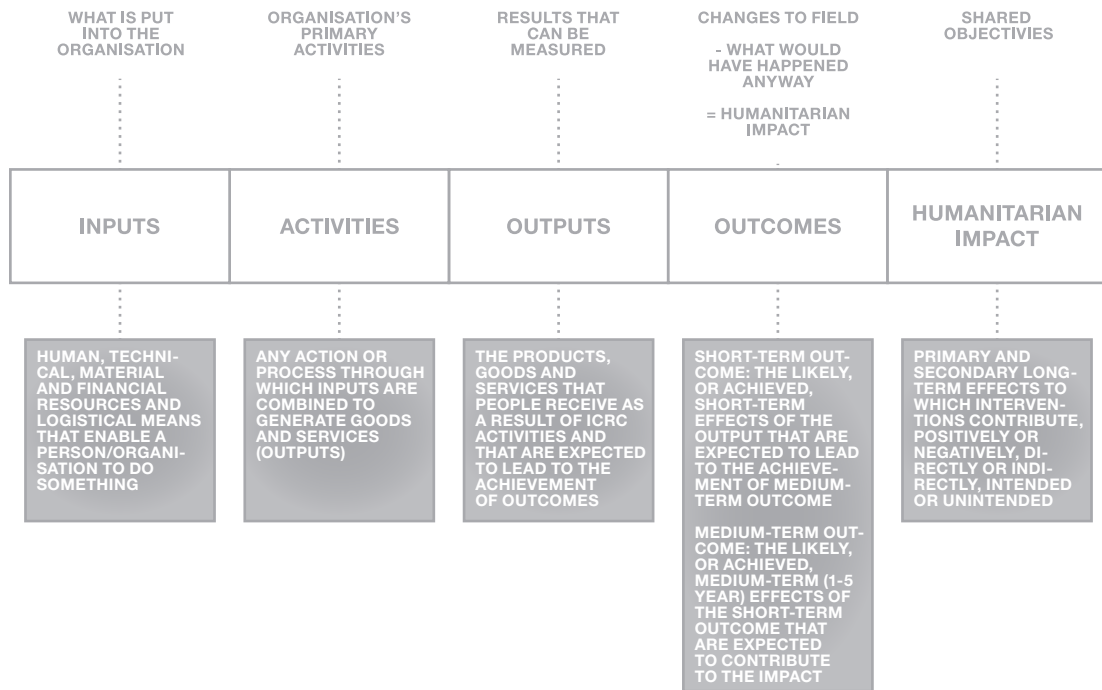 WHAT IS PUT
INTO THE
ORGANISATION
ORGANISATION'S
PRIMARY
ACTIVITIES
RESULTS THAT
CAN BE
MEASURED
CHANGES TO FIELD
- WHAT WOULD
HAVE HAPPENED
ANYWAY
= HUMANITARIAN
IMPACT
SHARED
OBJECTIVIES
INPUTS
ACTIVITIES
OUTPUTS
OUTCOMES
HUMANITARIAN
IMPACT
HUMAN, TECHNI-
CAL, MATERIAL
AND FINANCIAL
RESOURCES AND
LOGISTICAL MEANS
THAT ENABLE A
PERSON/ORGANI-
SATION TO DO
SOMETHING
ANY ACTION OR
PROCESS THROUGH
WHICH INPUTS ARE
COMBINED TO
GENERATE GOODS
AND SERVICES
(OUTPUTS)
THE PRODUCTS,
GOODS AND
SERVICES THAT
PEOPLE RECEIVE AS
A RESULT OF ICRC
ACTIVITIES AND
THAT ARE EXPECTED
TO LEAD TO THE
ACHIEVEMENT
OF OUTCOMES
SHORT-TERM OUT-
COME: THE LIKELY,
OR ACHIEVED,
SHORT-TERM
EFFECTS OF THE
OUTPUT THAT ARE
EXPECTED TO LEAD
TO THE ACHIEVE-
MENT OF MEDIUM-
TERM OUTCOME
MEDIUM-TERM OUT-
COME: THE LIKELY,
OR ACHIEVED,
MEDIUM-TERM (1-5
YEAR) EFFECTS OF
THE SHORT-TERM
OUTCOME THAT
ARE EXPECTED
TO CONTRIBUTE
TO THE IMPACT
PRIMARY AND
SECONDARY LONG-
TERM EFFECTS TO
WHICH INTERVEN-
TIONS CONTRIBUTE,
POSITIVELY OR
NEGATIVELY, DI-
RECTLY OR INDI-
RECTLY, INTENDED
OR UNINTENDED